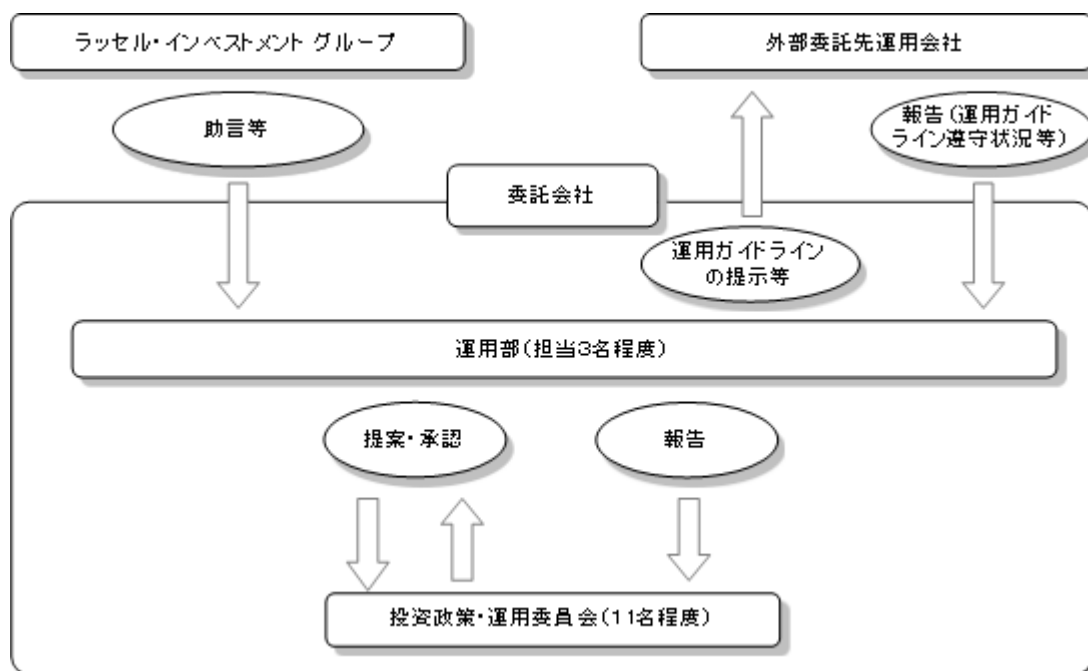 ラッセル・インベストメント グループ
外部委託先運用会社
助言等
報告(運用ガイド
ライン遵守状況等)
委託会社
運用ガイドライン
の提示等
運用部(担当3名程度)
提案・承認
報告
投資政策・運用委員会(11名程度)